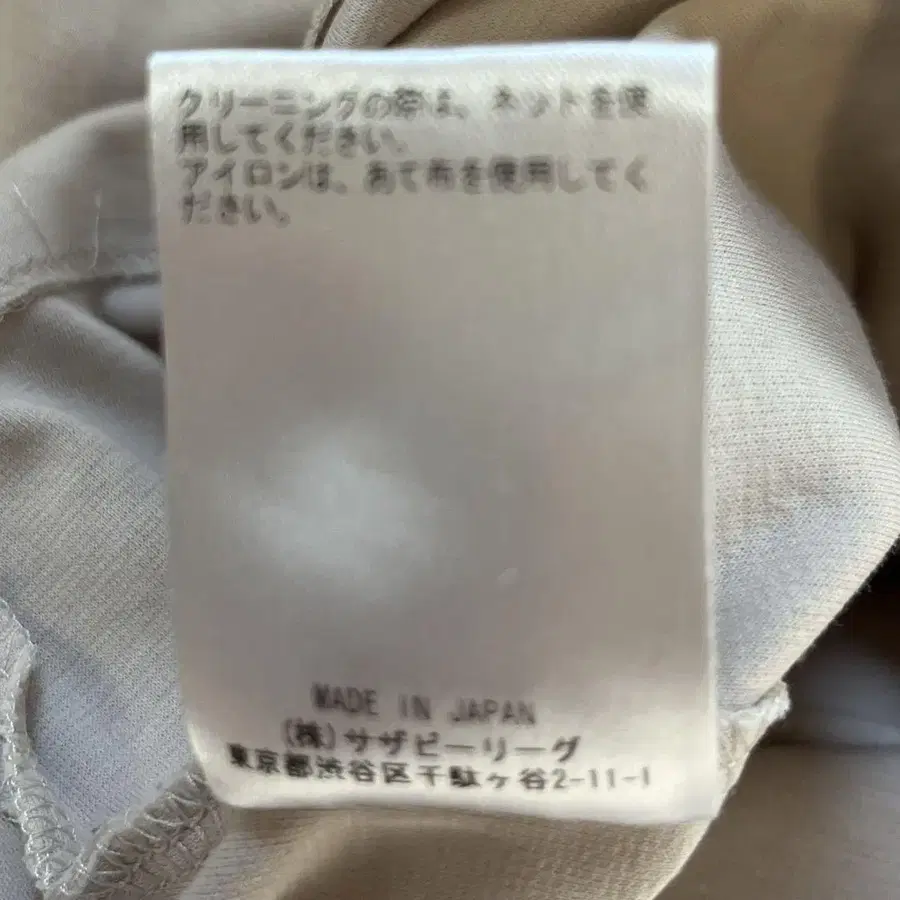 クリーニングの際は、ネットを使
用してください。
アイロンは、あて布を使用してく
ださい。
MADE IN JAPAN
(株)サザビーリーグ
東京都渋谷区千駄ヶ谷2-11-1